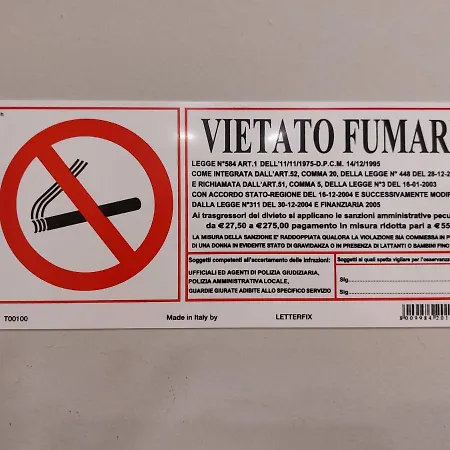 VIETATO FUMAR
LEGGE N°584 ART.1 DELL'11/11/1975-D.P.C.M. 14/12/1995
COME INTEGRATA DALL'ART.52, COMMA 20, DELLA LEGGE N° 448 DEL 28-12-2
E RICHIAMATA DALL'ART.51, COMMA 5, DELLA LEGGE N°3 DEL 16-01-2003
CON ACCORDO STATO-REGIONE DEL 16-12-2004 E SUCCESSIVAMENTE MODIF
DALLA LEGGE N°311 DEL 30-12-2004 E FINANZIARIA 2005
Ai trasgressori del divieto si applicano le sanzioni amministrative pecu
da €27,50 a €275,00 pagamento in misura ridotta pari a €55
LA MISURA DELLA SANZIONE E' RADDOPPIATA QUALORA LA VIOLAZIONE SIA COMMESSA IN P
DI UNA DONNA IN EVIDENTE STATO DI GRAVIDANZA O IN PRESENZA DI LATTANTI O BAMBINI FINO
Soggetti competenti all'accertamento delle infrazioni:
UFFICIALI ED AGENTI DI POLIZIA GIUDIZIARIA,
POLIZIA AMMINISTRATIVA LOCALE,
GUARDIE GIURATE ADIBITE ALLO SPECIFICO SERVIZIO
Soggetti ai quali spetta vigilare per l'osservanza
Sig.
Sig.
T00100 Made in Italy by LETTERFIX